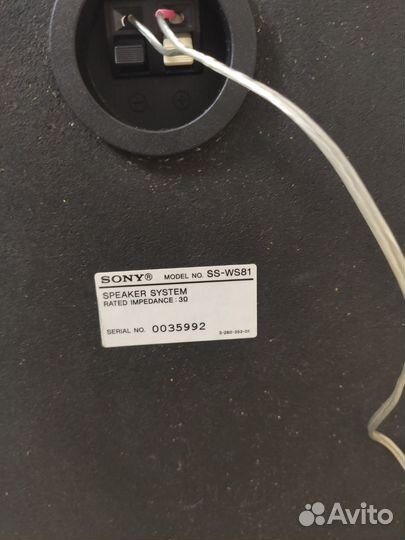 SONY® MODEL NO. SS-WS81
SPEAKER SYSTEM
RATED IMPEDANCE: 3Ω
SERIAL NO. 0035992
Avito